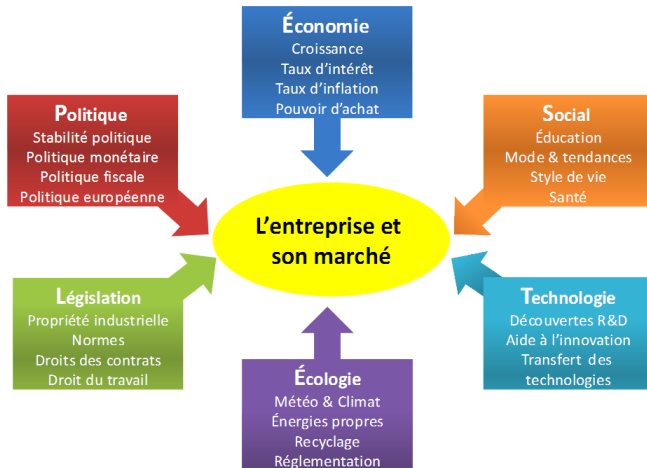 Économie
Croissance
Taux d'intérêt
Taux d'inflation
Pouvoir d'achat
Politique
Stabilité politique
Politique monétaire
Politique fiscale
Politique européenne
Social
Éducation
Mode & tendances
Style de vie
Santé
L'entreprise et
son marché
Législation
Propriété industrielle
Normes
Droits des contrats
Droit du travail
Technologie
Découvertes R&D
Aide à l'innovation
Transfert des
technologies
Écologie
Météo & Climat
Énergies propres
Recyclage
Réglementation